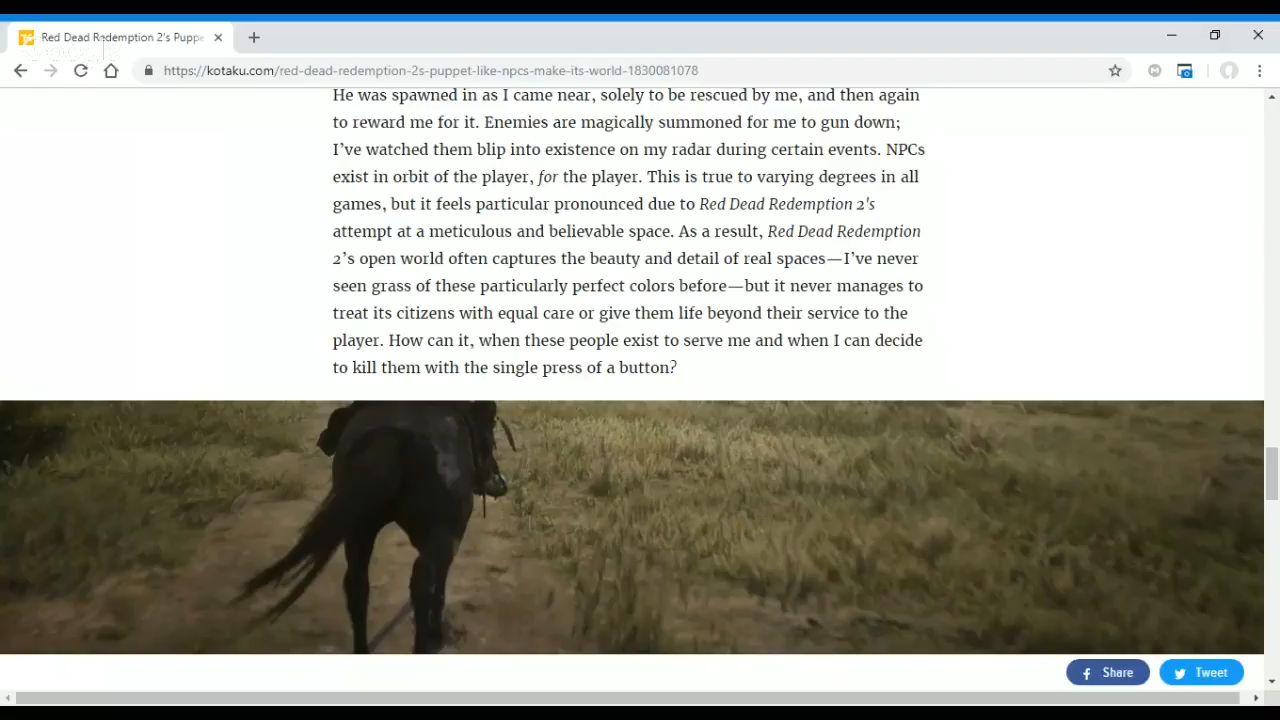 Red Dead Redemption 2's Puppe
https://kotaku.com/red-dead-redemption-2s-puppet-like-npcs-make-its-world-1830081078
He was spawned in as I came near, solely to be rescued by me, and then again
to reward me for it. Enemies are magically summoned for me to gun down;
I’ve watched them blip into existence on my radar during certain events. NPCs
exist in orbit of the player, for the player. This is true to varying degrees in all
games, but it feels particular pronounced due to Red Dead Redemption 2's
attempt at a meticulous and believable space. As a result, Red Dead Redemption
2’s open world often captures the beauty and detail of real spaces—I’ve never
seen grass of these particularly perfect colors before—but it never manages to
treat its citizens with equal care or give them life beyond their service to the
player. How can it, when these people exist to serve me and when I can decide
to kill them with the single press of a button?
Share
Tweet